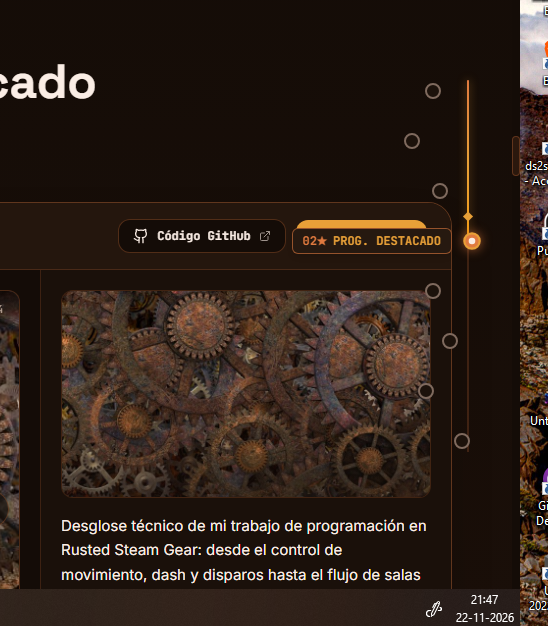 cado
Código GitHub
02★ PROG. DESTACADO
Desglose técnico de mi trabajo de programación en
Rusted Steam Gear: desde el control de
movimiento, dash y disparos hasta el flujo de salas
21:47
22-11-2026
ds2s
- Acc
Pu
Unt
Gi
De
202